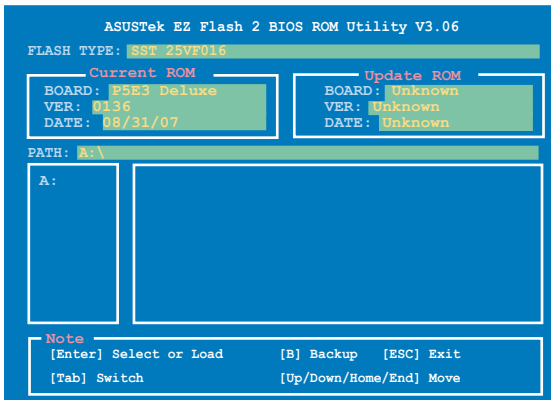 ASUSTek EZ Flash 2 BIOS ROM Utility V3.06
FLASH TYPE: SST 25VF016
Current ROM
BOARD: P5E3 Deluxe
VER: 0136
DATE: 08/31/07
Update ROM
BOARD: Unknown
VER: Unknown
DATE: Unknown
PATH: A:\
A:
Note
[Enter] Select or Load [B] Backup [ESC] Exit
[Tab] Switch [Up/Down/Home/End] Move